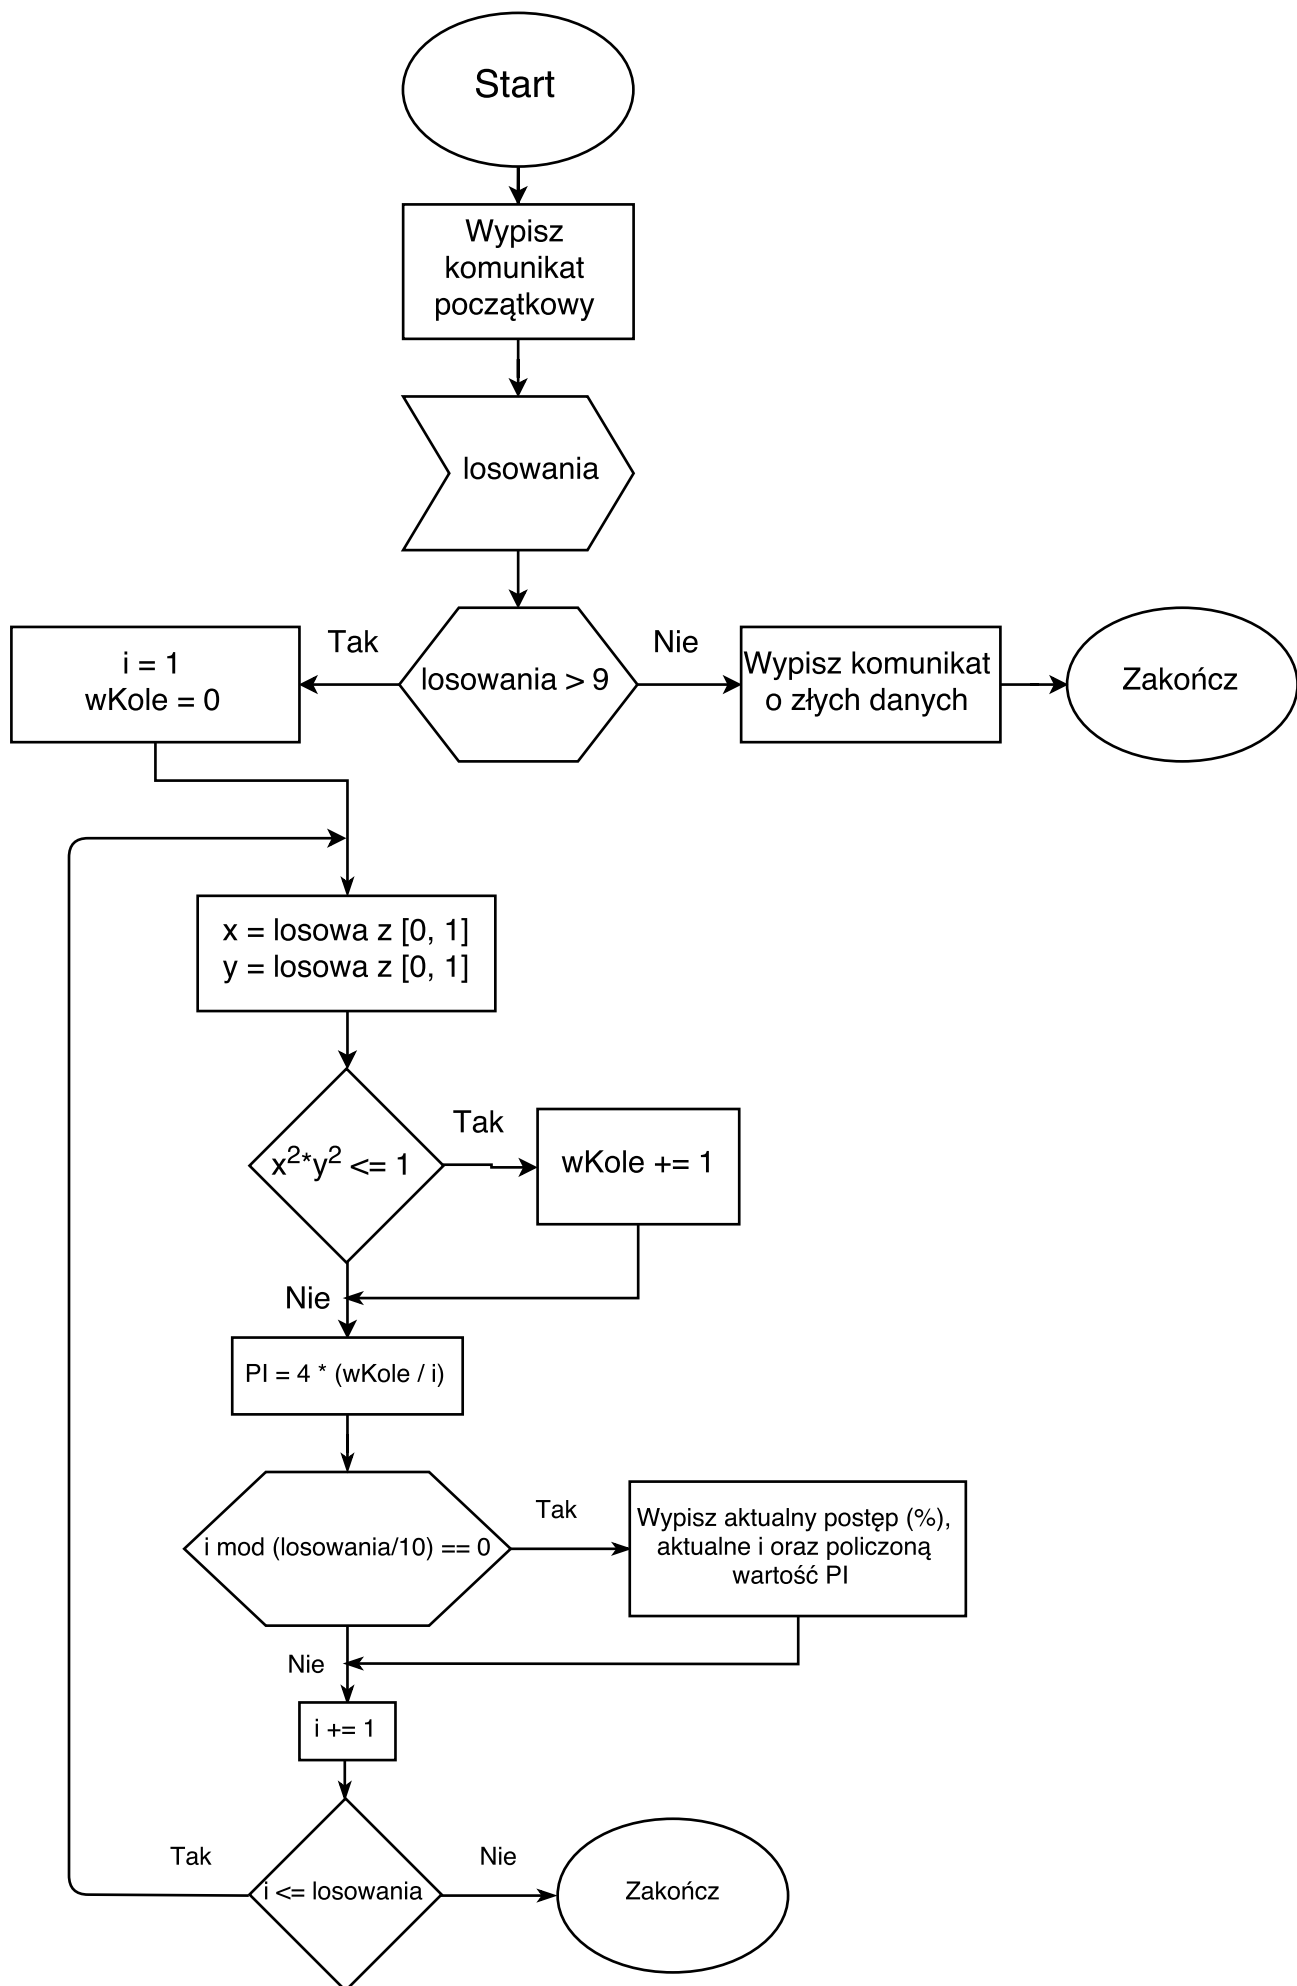 Start
Wypisz
komunikat
początkowy
losowania
Tak
losowania > 9
Nie
i = 1
wKole = 0
Wypisz komunikat
o złych danych
Zakończ
x = losowa z [0, 1]
y = losowa z [0, 1]
x²*y² <= 1
Tak
wKole += 1
Nie
PI = 4 * (wKole / i)
i mod (losowania/10) == 0
Tak
Wypisz aktualny postęp (%),
aktualne i oraz policzoną
wartość PI
Nie
i += 1
Tak
i <= losowania
Nie
Zakończ